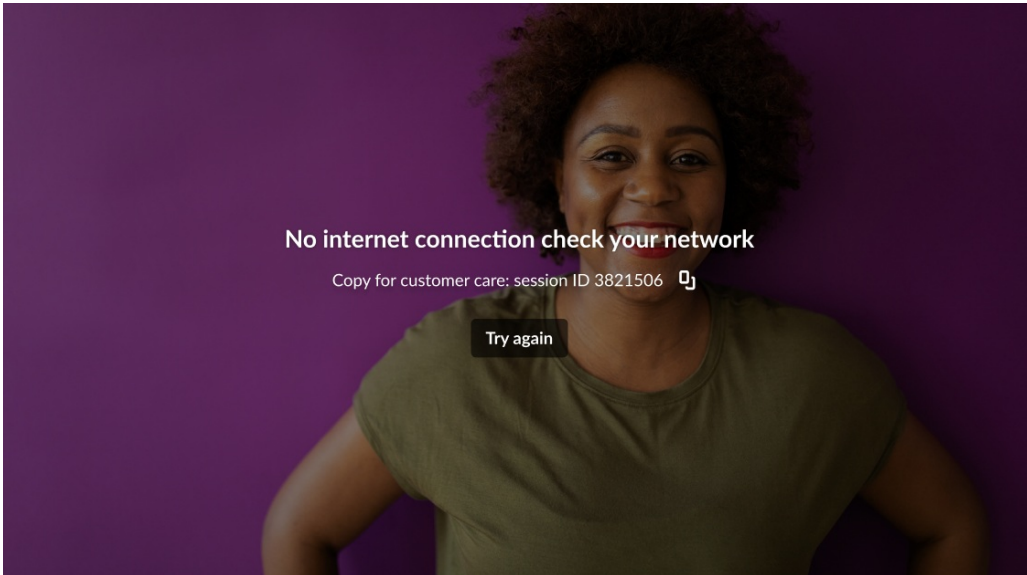 No internet connection check your network
Copy for customer care: session ID 3821506
Try again